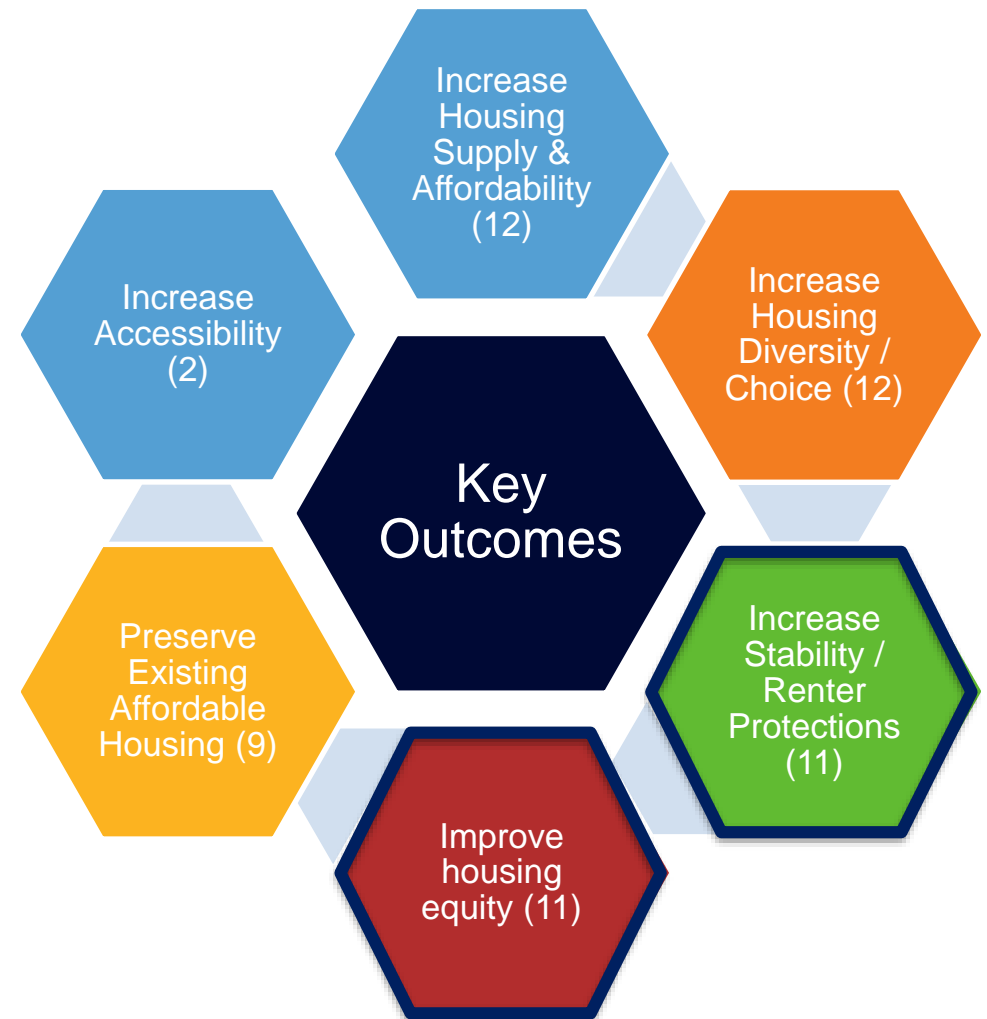 Increase
Housing
Supply &
Affordability
(12)
Increase
Housing
Diversity /
Choice (12)
Increase
Stability /
Renter
Protections
(11)
Improve
housing
equity (11)
Preserve
Existing
Affordable
Housing (9)
Increase
Accessibility
(2)
Key
Outcomes